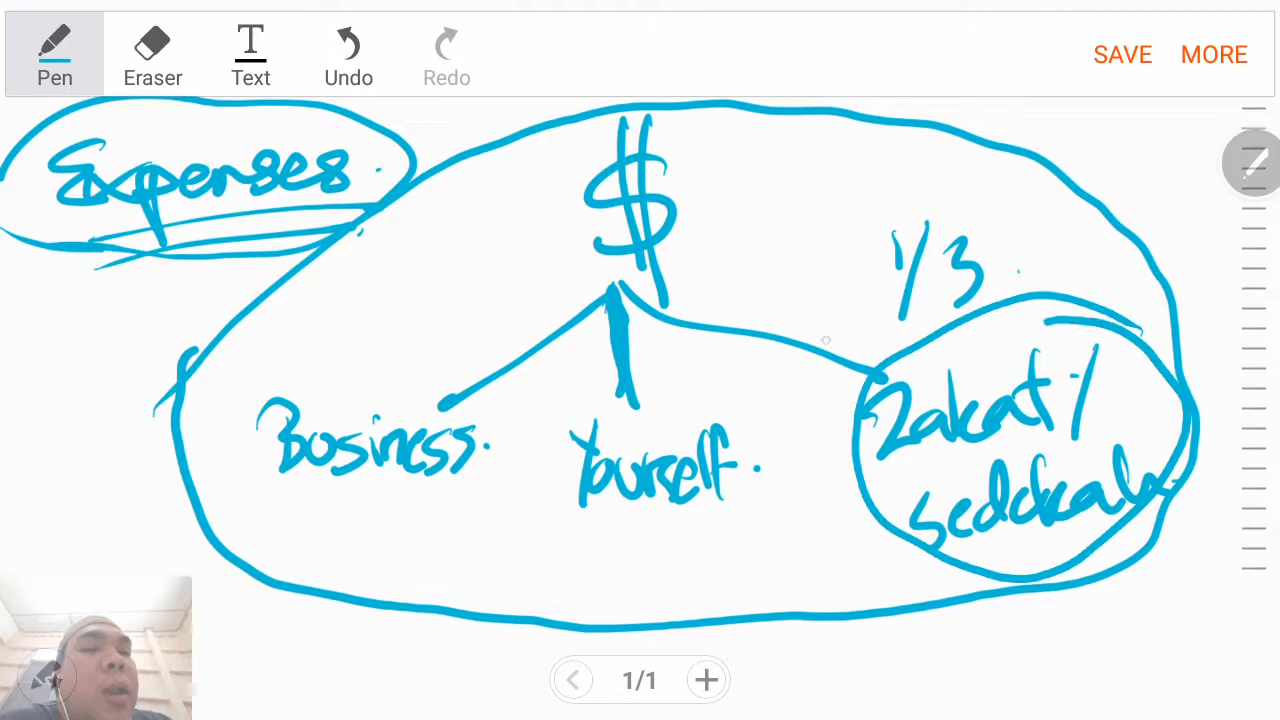 Pen
Eraser
Text
Undo
Redo
SAVE
MORE
Expenses.
$
1/3
Business.
Yourself.
Zakat/
sedekah
1/1